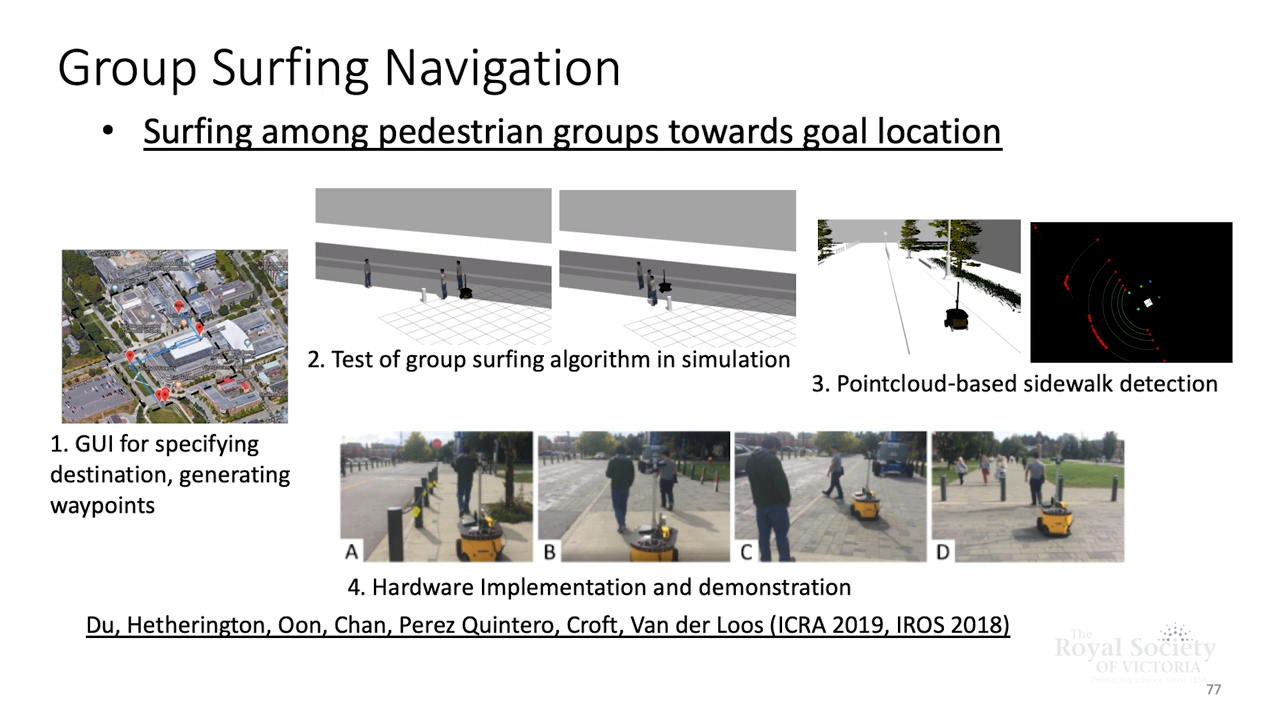 Group Surfing Navigation
• Surfing among pedestrian groups towards goal location
2. Test of group surfing algorithm in simulation
3. Pointcloud-based sidewalk detection
1. GUI for specifying
destination, generating
waypoints
A B C D
4. Hardware Implementation and demonstration
Du, Hetherington, Oon, Chan, Perez Quintero, Croft, Van der Loos (ICRA 2019, IROS 2018)
The
Royal Society
OF VICTORIA
77